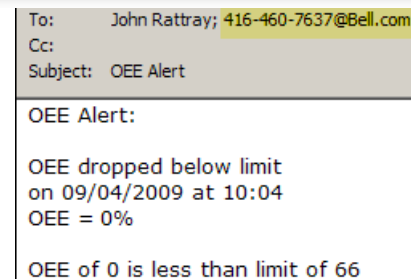 To: John Rattray; 416-460-7637@Bell.com
Cc:
Subject: OEE Alert
OEE Alert:
OEE dropped below limit
on 09/04/2009 at 10:04
OEE = 0%
OEE of 0 is less than limit of 66